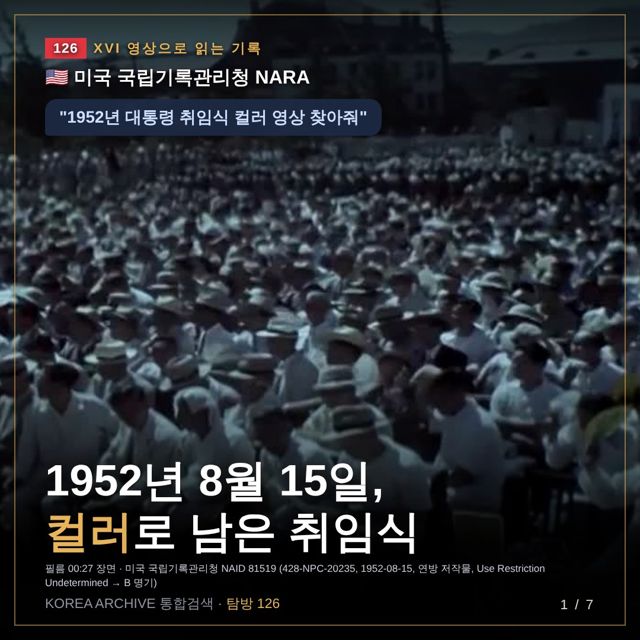 126 XVI 영상으로 읽는 기록
🇺🇸 미국 국립기록관리청 NARA
"1952년 대통령 취임식 컬러 영상 찾아줘"
1952년 8월 15일,
컬러로 남은 취임식
필름 00:27 장면 · 미국 국립기록관리청 NAID 81519 (428-NPC-20235, 1952-08-15, 연방 저작물, Use Restriction
Undetermined → B 명기)
KOREA ARCHIVE 통합검색 · 탐방 126
1 / 7